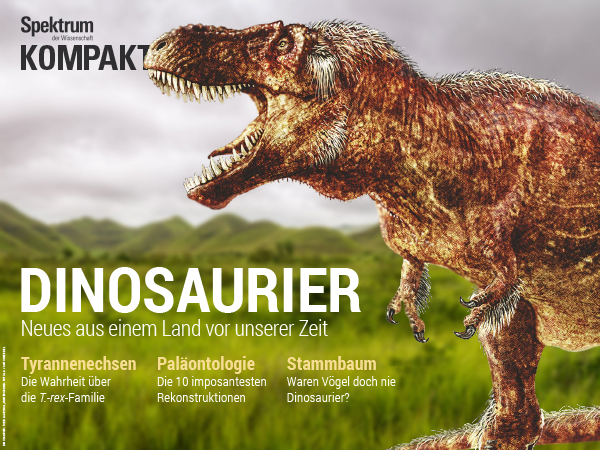 Spektrum
der Wissenschaft
KOMPAKT
DINOSAURIER
Neues aus einem Land vor unserer Zeit
Tyrannenechsen
Die Wahrheit über
die T.-rex-Familie
Paläontologie
Die 10 imposantesten
Rekonstruktionen
Stammbaum
Waren Vögel doch nie
Dinosaurier?